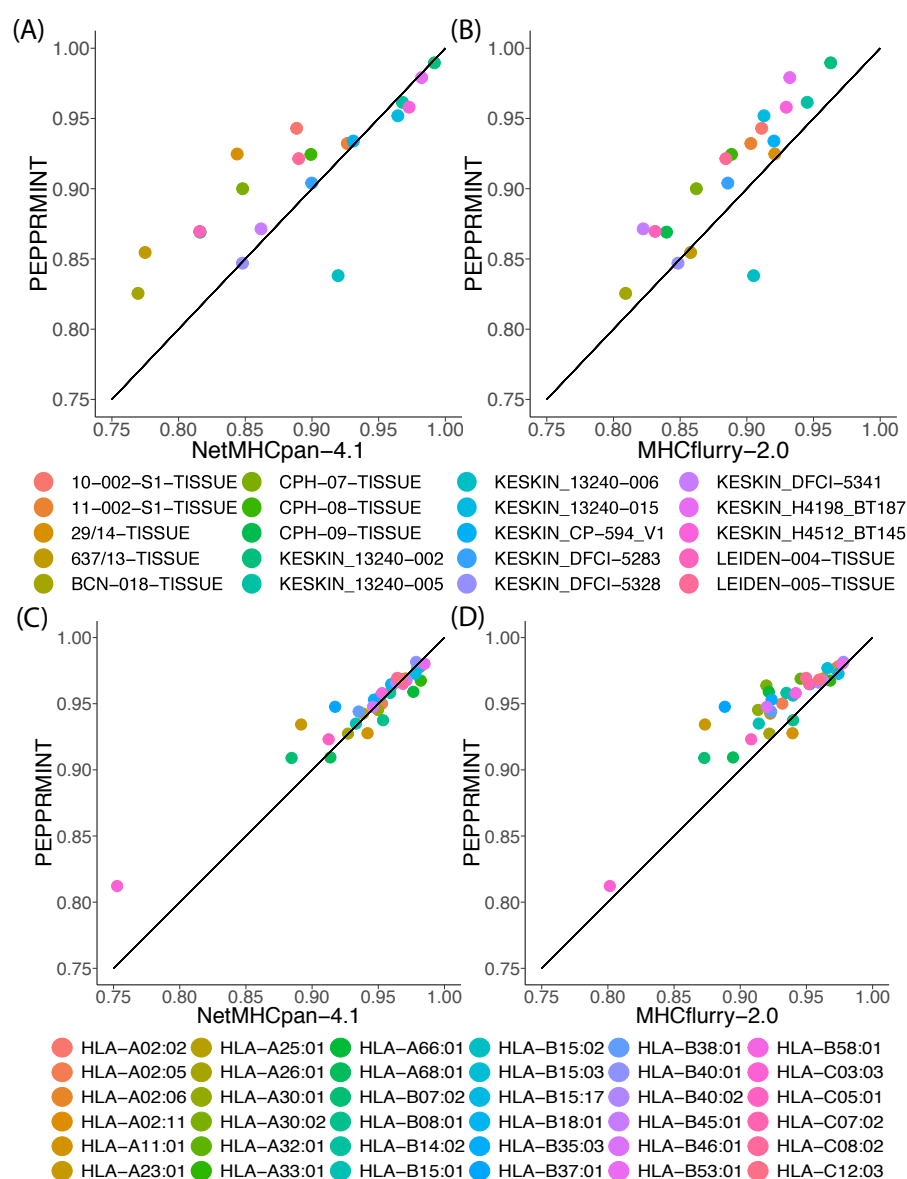 (A)
(B)
1.00
0.95
0.90
0.85
0.80
0.75
PEPPRMINT
0.75 0.80 0.85 0.90 0.95 1.00
NetMHCpan−4.1
1.00
0.95
0.90
0.85
0.80
0.75
PEPPRMINT
0.75 0.80 0.85 0.90 0.95 1.00
MHCflurry−2.0
10−002−S1−TISSUE CPH−07−TISSUE KESKIN_13240−006 KESKIN_DFCI−5341
11−002−S1−TISSUE CPH−08−TISSUE KESKIN_13240−015 KESKIN_H4198_BT187
29/14−TISSUE CPH−09−TISSUE KESKIN_CP−594_V1 KESKIN_H4512_BT145
637/13−TISSUE KESKIN_13240−002 KESKIN_DFCI−5283 LEIDEN−004−TISSUE
BCN−018−TISSUE KESKIN_13240−005 KESKIN_DFCI−5328 LEIDEN−005−TISSUE
(C)
(D)
1.00
0.95
0.90
0.85
0.80
0.75
PEPPRMINT
0.75 0.80 0.85 0.90 0.95 1.00
NetMHCpan−4.1
1.00
0.95
0.90
0.85
0.80
0.75
PEPPRMINT
0.75 0.80 0.85 0.90 0.95 1.00
MHCflurry−2.0
HLA−A02:02 HLA−A25:01 HLA−A66:01 HLA−B15:02 HLA−B38:01 HLA−B58:01
HLA−A02:05 HLA−A26:01 HLA−A68:01 HLA−B15:03 HLA−B40:01 HLA−C03:03
HLA−A02:06 HLA−A30:01 HLA−B07:02 HLA−B15:17 HLA−B40:02 HLA−C05:01
HLA−A02:11 HLA−A30:02 HLA−B08:01 HLA−B18:01 HLA−B45:01 HLA−C07:02
HLA−A11:01 HLA−A32:01 HLA−B14:02 HLA−B35:03 HLA−B46:01 HLA−C08:02
HLA−A23:01 HLA−A33:01 HLA−B15:01 HLA−B37:01 HLA−B53:01 HLA−C12:03